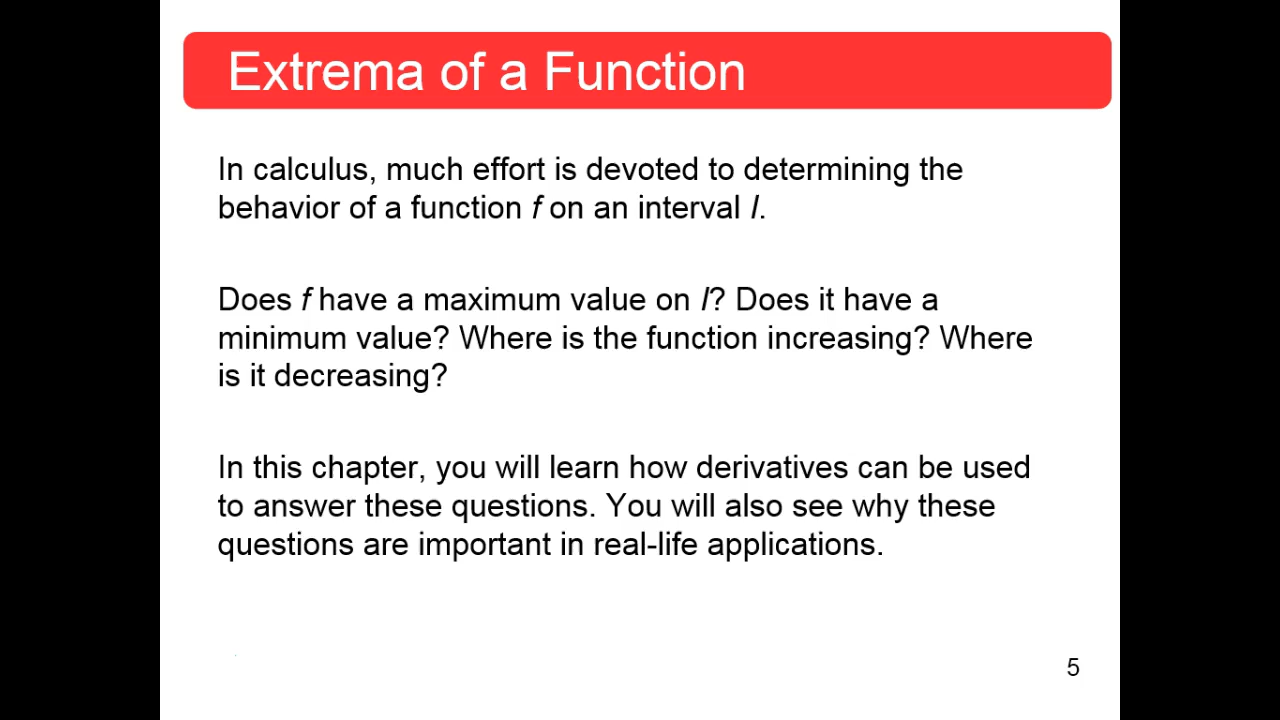 Extrema of a Function
In calculus, much effort is devoted to determining the
behavior of a function f on an interval I.
Does f have a maximum value on I? Does it have a
minimum value? Where is the function increasing? Where
is it decreasing?
In this chapter, you will learn how derivatives can be used
to answer these questions. You will also see why these
questions are important in real-life applications.
5